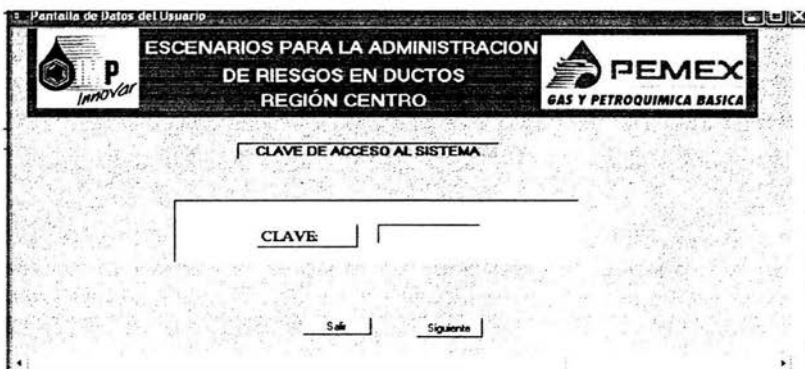 Pantalla de Datos del Usuario
ESCENARIOS PARA LA ADMINISTRACION
DE RIESGOS EN DUCTOS
REGIÓN CENTRO
P
Innovar
PEMEX
GAS Y PETROQUIMICA BASICA
CLAVE DE ACCESO AL SISTEMA
CLAVE:
Salir
Siguiente